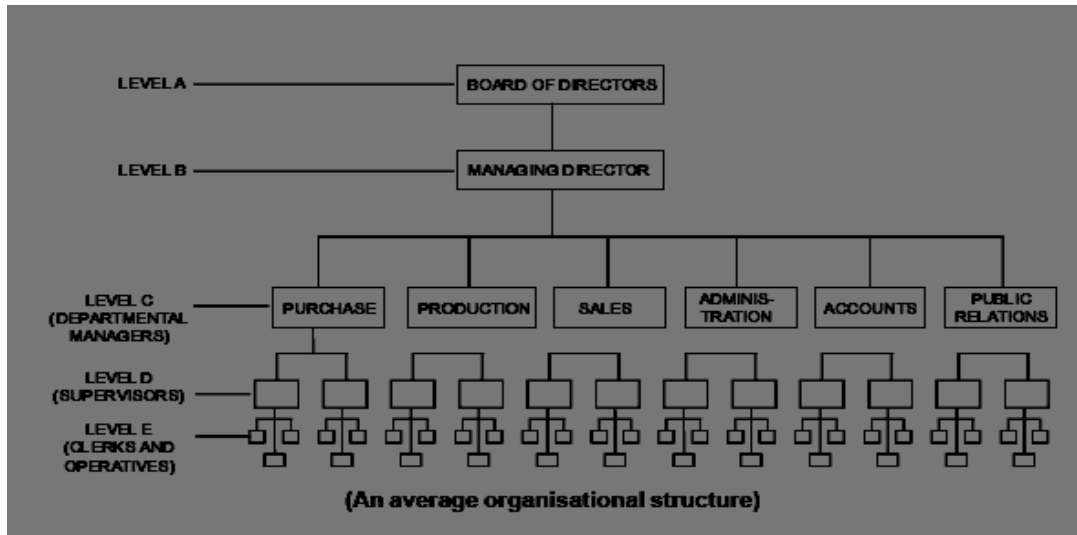 LEVEL A
BOARD OF DIRECTORS
LEVEL B
MANAGING DIRECTOR
LEVEL C
(DEPARTMENTAL
MANAGERS)
PURCHASE
PRODUCTION
SALES
ADMINIS-
TRATION
ACCOUNTS
PUBLIC
RELATIONS
LEVEL D
(SUPERVISORS)
LEVEL E
(CLERKS AND
OPERATIVES)
(An average organisational structure)